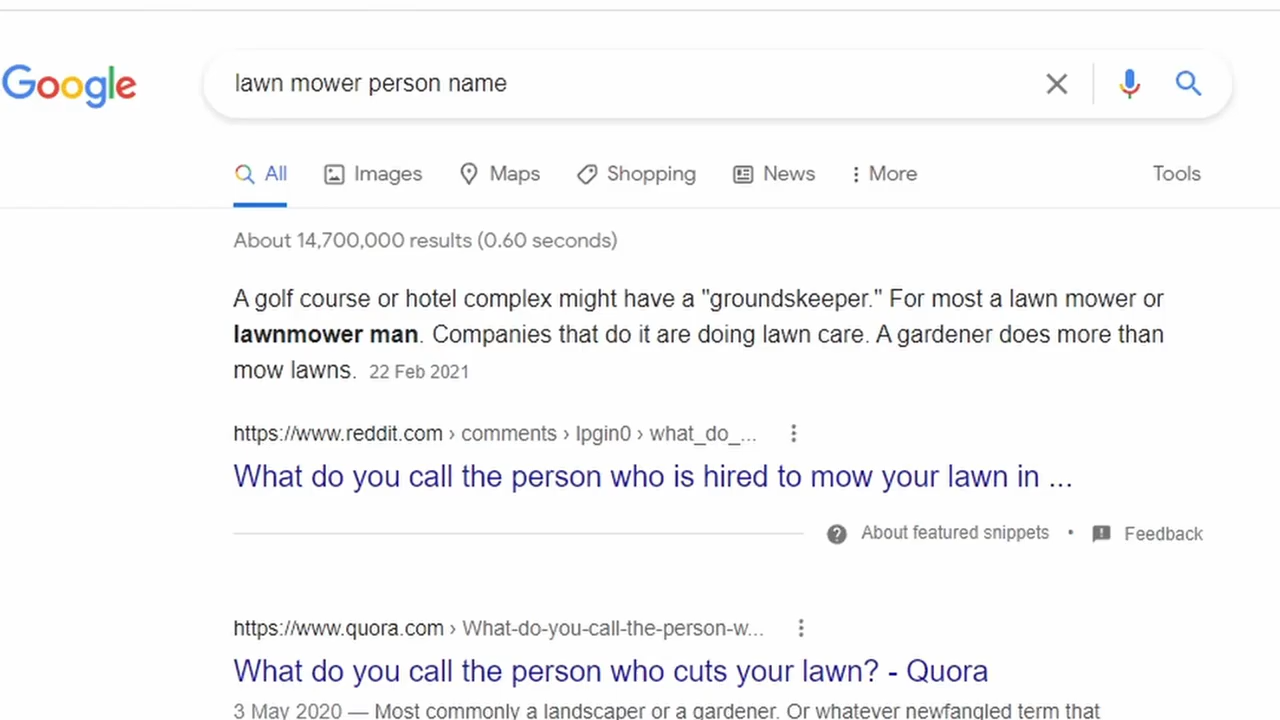 Google
lawn mower person name
All Images Maps Shopping News More Tools
About 14,700,000 results (0.60 seconds)
A golf course or hotel complex might have a "groundskeeper." For most a lawn mower or
lawnmower man. Companies that do it are doing lawn care. A gardener does more than
mow lawns. 22 Feb 2021
https://www.reddit.com › comments › lpgin0 › what_do_...
What do you call the person who is hired to mow your lawn in ...
About featured snippets • Feedback
https://www.quora.com › What-do-you-call-the-person-w...
What do you call the person who cuts your lawn? - Quora
3 May 2020 — Most commonly a landscaper or a gardener. Or whatever newfangled term that